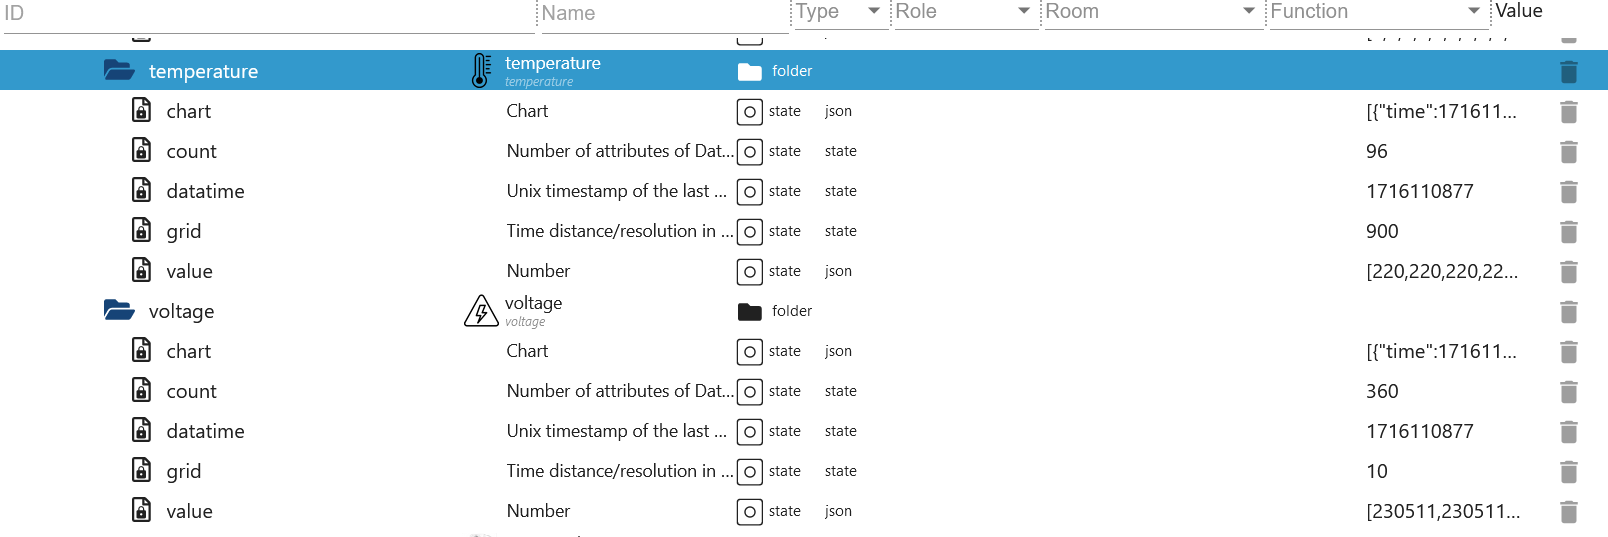 ID Name Type Role Room Function Value
temperature temperature folder
temperature
chart Chart state json [{"time":171611...
count Number of attributes of Dat... state state 96
datatime Unix timestamp of the last ... state state 1716110877
grid Time distance/resolution in ... state state 900
value Number state json [220,220,220,22...
voltage voltage folder
voltage
chart Chart state json [{"time":171611...
count Number of attributes of Dat... state state 360
datatime Unix timestamp of the last ... state state 1716110877
grid Time distance/resolution in ... state state 10
value Number state json [230511,230511...